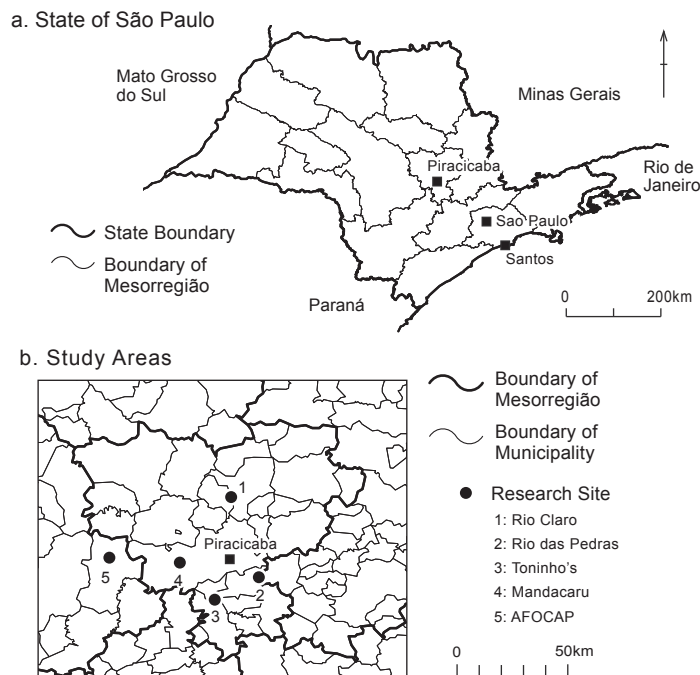 a. State of São Paulo
Mato Grosso
do Sul
Minas Gerais
Piracicaba
Rio de
Janeiro
Sao Paulo
Santos
State Boundary
Boundary of
Mesorregião
Paraná
0 200km
b. Study Areas
Boundary of
Mesorregião
Boundary of
Municipality
Research Site
1: Rio Claro
2: Rio das Pedras
3: Toninho's
4: Mandacaru
5: AFOCAP
1
Piracicaba
5
4
2
3
0 50km